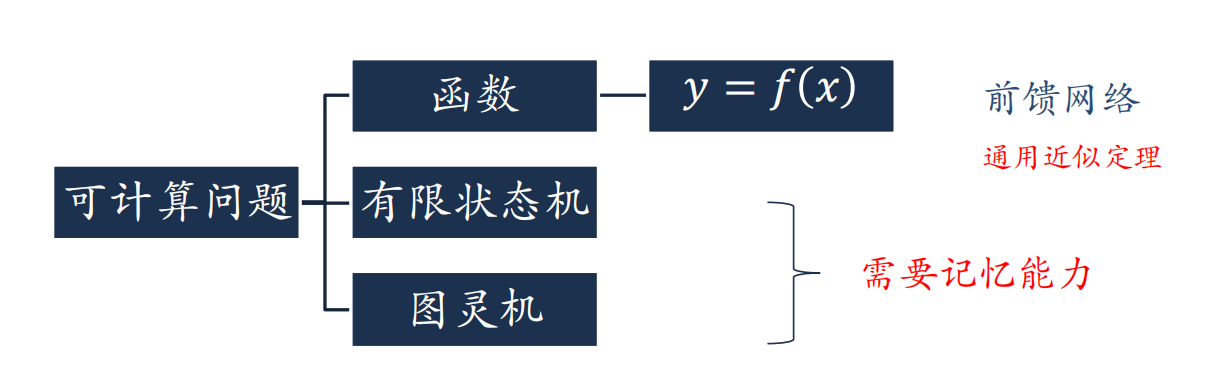 函数
y = f(x)
前馈网络
通用近似定理
可计算问题
有限状态机
需要记忆能力
图灵机